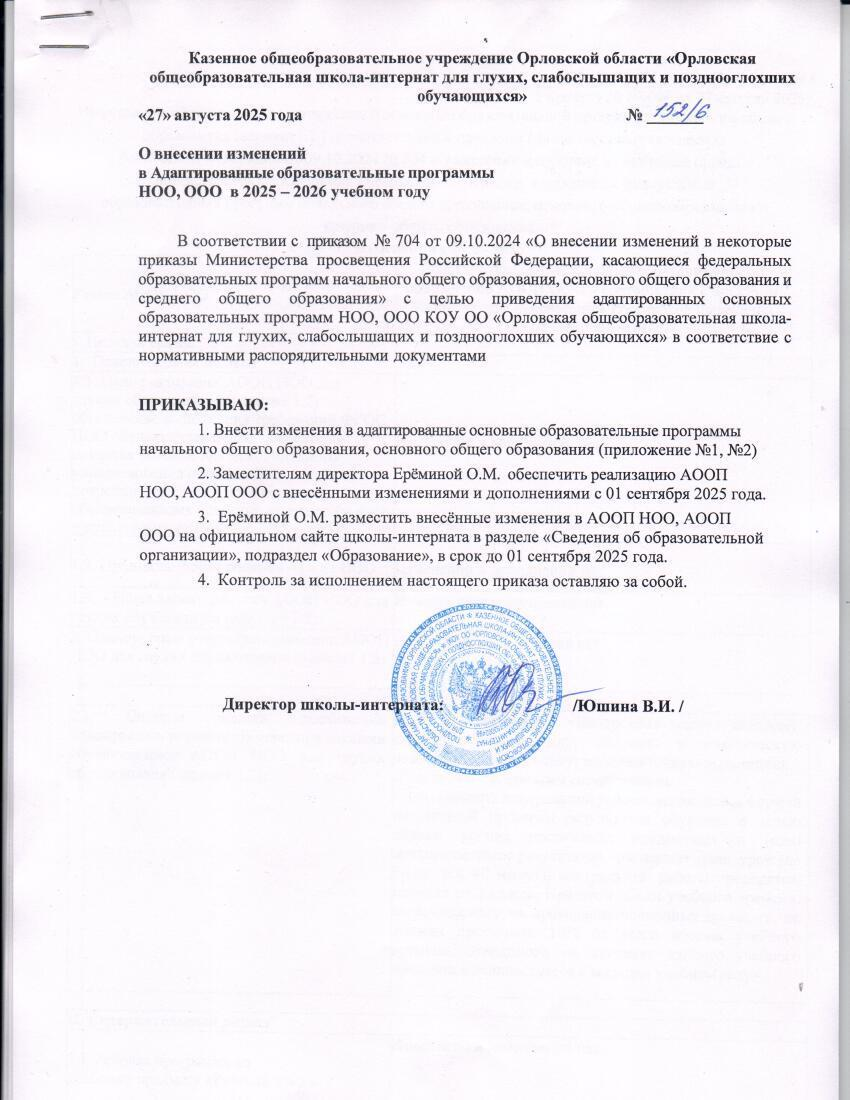 Казенное общеобразовательное учреждение Орловской области «Орловская
общеобразовательная школа-интернат для глухих, слабослышащих и позднооглохших
обучающихся»
«27» августа 2025 года № 152/6
О внесении изменений
в Адаптированные образовательные программы
НОО, ООО в 2025 – 2026 учебном году
В соответствии с приказом № 704 от 09.10.2024 «О внесении изменений в некоторые
приказы Министерства просвещения Российской Федерации, касающиеся федеральных
образовательных программ начального общего образования, основного общего образования и
среднего общего образования» с целью приведения адаптированных основных
образовательных программ НОО, ООО КОУ ОО «Орловская общеобразовательная школа-
интернат для глухих, слабослышащих и позднооглохших обучающихся» в соответствие с
нормативными распорядительными документами
ПРИКАЗЫВАЮ:
1. Внести изменения в адаптированные основные образовательные программы
начального общего образования, основного общего образования (приложение №1, №2)
2. Заместителям директора Ерёминой О.М. обеспечить реализацию АООП
НОО, АООП ООО с внесёнными изменениями и дополнениями с 01 сентября 2025 года.
3. Ерёминой О.М. разместить внесённые изменения в АООП НОО, АООП
ООО на официальном сайте щколы-интерната в разделе «Сведения об образовательной
организации», подраздел «Образование», в срок до 01 сентября 2025 года.
4. Контроль за исполнением настоящего приказа оставляю за собой.
Директор школы-интерната: /Юшина В.И. /